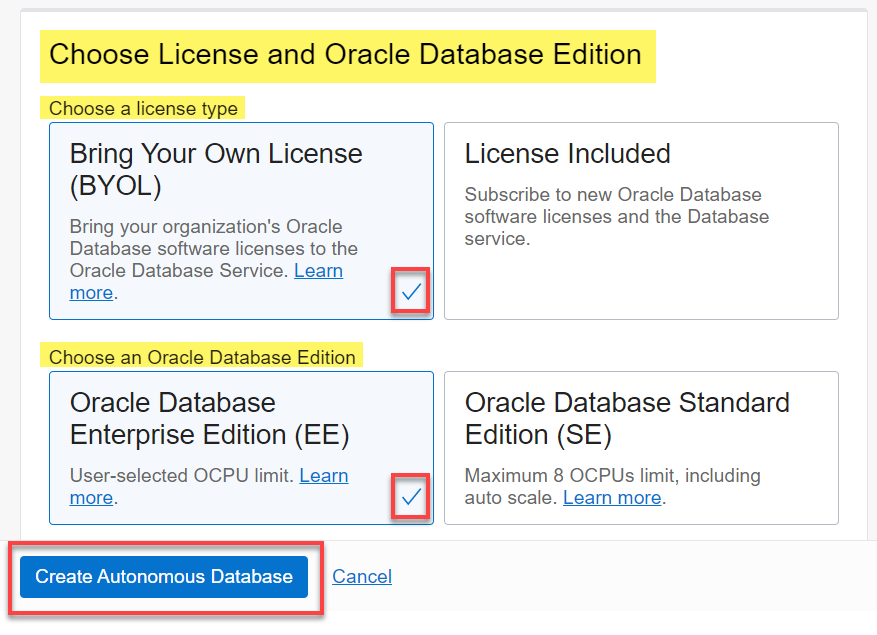 Choose License and Oracle Database Edition
Choose a license type
Bring Your Own License
(BYOL)
Bring your organization's Oracle
Database software licenses to the
Oracle Database Service. Learn
more.
License Included
Subscribe to new Oracle Database
software licenses and the Database
service.
Choose an Oracle Database Edition
Oracle Database
Enterprise Edition (EE)
User-selected OCPU limit. Learn
more.
Oracle Database Standard
Edition (SE)
Maximum 8 OCPUs limit, including
auto scale. Learn more.
Create Autonomous Database
Cancel